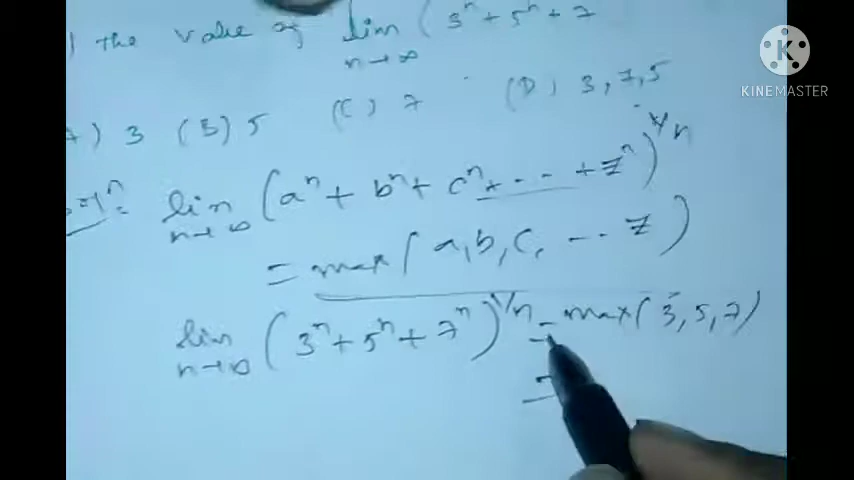 the value of lim (3ⁿ + 5ⁿ + 7
n→∞
) 3 (B) 5 (C) 7 (D) 3, 7, 5
K
KINEMASTER
lim (aⁿ + bⁿ + cⁿ + ... + zⁿ)^1/n
n→∞
= max (a, b, c, ... z)
lim (3ⁿ + 5ⁿ + 7ⁿ)^1/n = max (3, 5, 7)
n→∞
=